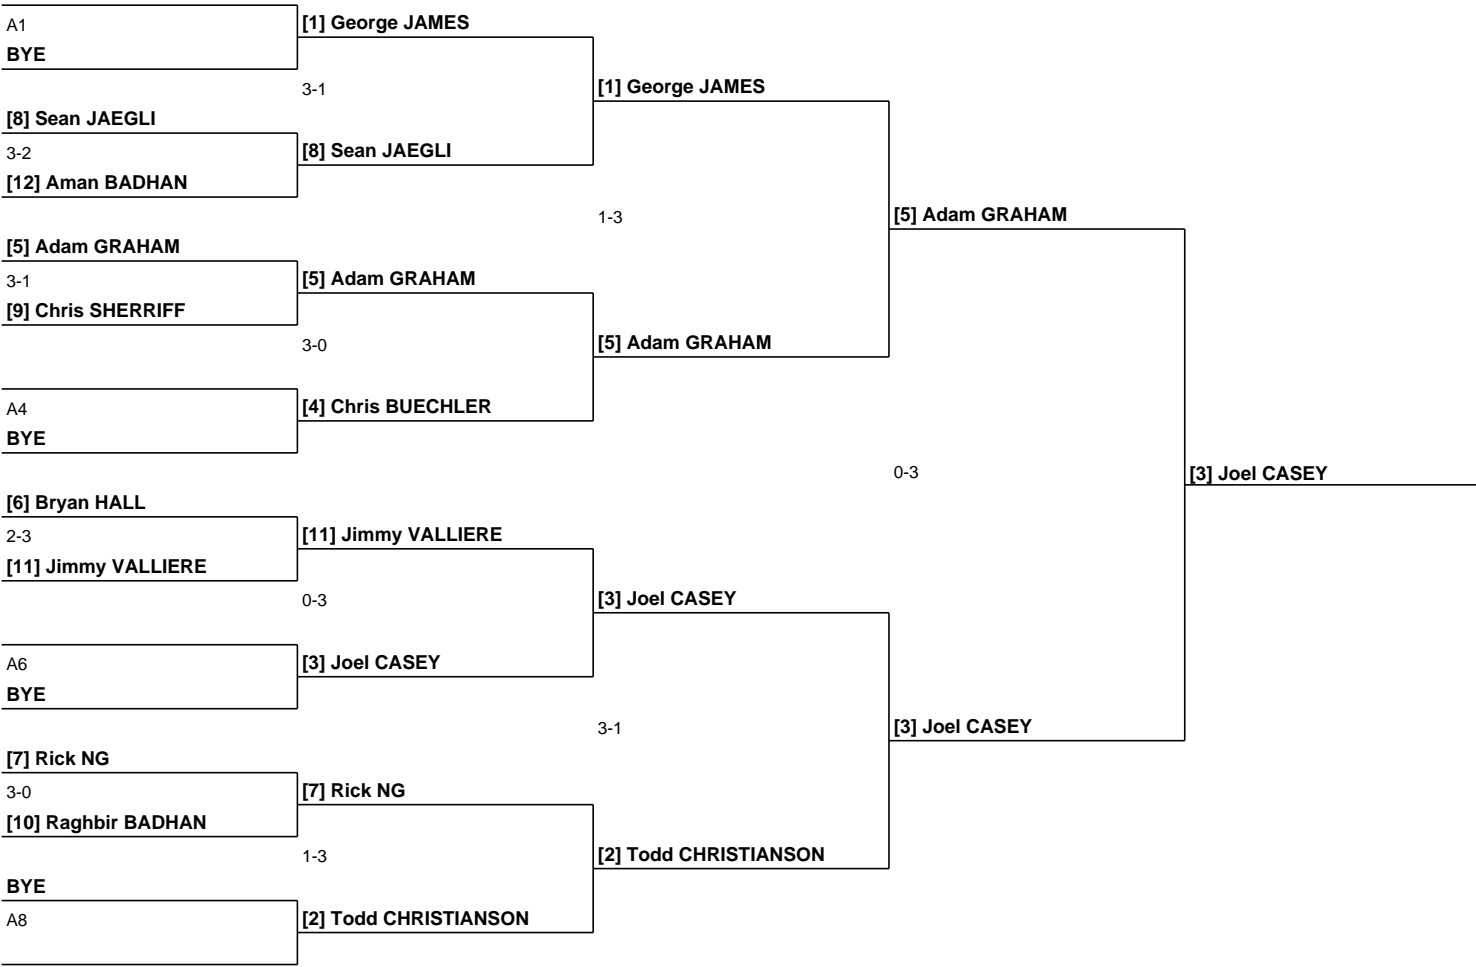 A1
BYE
[8] Sean JAEGLI
3-2
[12] Aman BADHAN
[5] Adam GRAHAM
3-1
[9] Chris SHERRIFF
A4
BYE
[6] Bryan HALL
2-3
[11] Jimmy VALLIERE
A6
BYE
[7] Rick NG
3-0
[10] Raghbir BADHAN
BYE
A8
[1] George JAMES
3-1
[8] Sean JAEGLI
[5] Adam GRAHAM
3-0
[4] Chris BUECHLER
[11] Jimmy VALLIERE
0-3
[3] Joel CASEY
[7] Rick NG
1-3
[2] Todd CHRISTIANSON
[1] George JAMES
1-3
[5] Adam GRAHAM
[3] Joel CASEY
3-1
[2] Todd CHRISTIANSON
[5] Adam GRAHAM
0-3
[3] Joel CASEY
[3] Joel CASEY